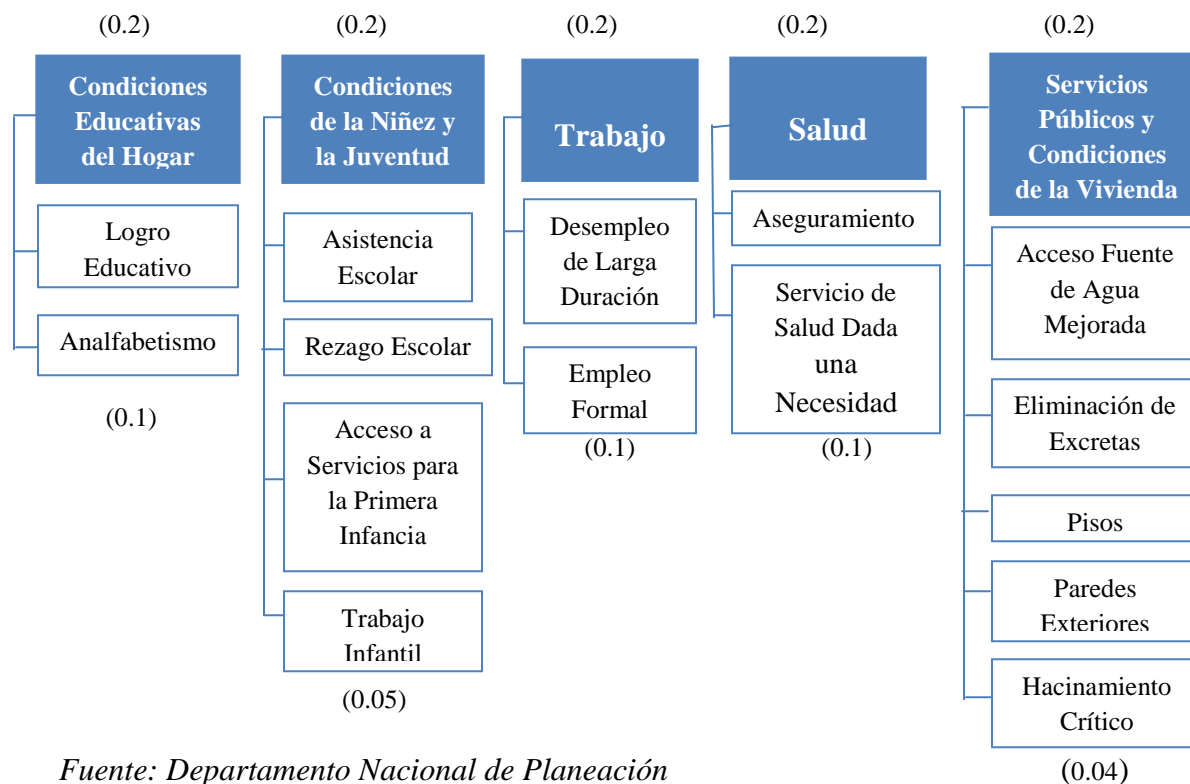 (0.2)
(0.2)
(0.2)
(0.2)
(0.2)
Condiciones
Educativas
del Hogar
Logro
Educativo
Analfabetismo
(0.1)
Condiciones
de la Niñez y
la Juventud
Asistencia
Escolar
Rezago Escolar
Acceso a
Servicios para
la Primera
Infancia
Trabajo
Infantil
(0.05)
Trabajo
Desempleo
de Larga
Duración
Empleo
Formal
(0.1)
Salud
Aseguramiento
Servicio de
Salud Dada
una
Necesidad
(0.1)
Servicios
Públicos y
Condiciones
de la Vivienda
Acceso Fuente
de Agua
Mejorada
Eliminación de
Excretas
Pisos
Paredes
Exteriores
Hacinamiento
Crítico
(0.04)
Fuente: Departamento Nacional de Planeación